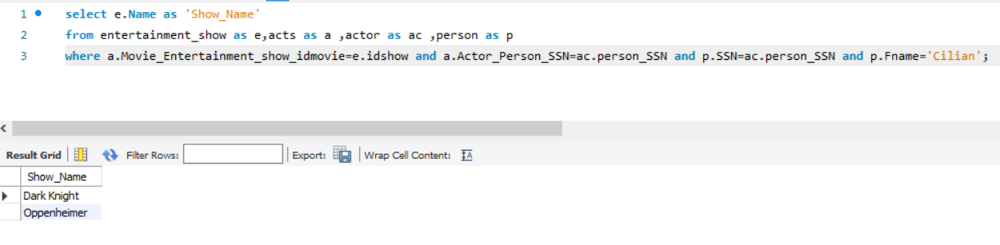 1 select e.Name as 'Show_Name'
2 from entertainment_show as e,acts as a ,actor as ac ,person as p
3 where a.Movie_Entertainment_show_idmovie=e.idshow and a.Actor_Person_SSN=ac.person_SSN and p.SSN=ac.person_SSN and p.Fname='Cilian';
Result Grid Filter Rows: Export: Wrap Cell Content: IA
Show_Name
Dark Knight
Oppenheimer